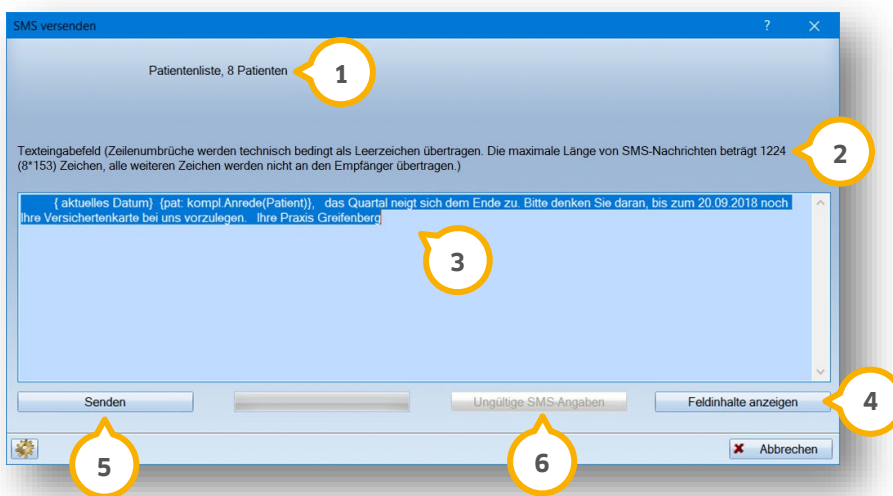 SMS versenden ? ×
Patientenliste, 8 Patienten 1
Texteingabefeld (Zeilenumbrüche werden technisch bedingt als Leerzeichen übertragen. Die maximale Länge von SMS-Nachrichten beträgt 1224
(8*153) Zeichen, alle weiteren Zeichen werden nicht an den Empfänger übertragen.)
2
{ aktuelles Datum} {pat: kompl.Anrede(Patient)}, das Quartal neigt sich dem Ende zu. Bitte denken Sie daran, bis zum 20.09.2018 noch
Ihre Versichertenkarte bei uns vorzulegen. Ihre Praxis Greifenberg
3
Senden Ungültige SMS-Angaben Feldinhalte anzeigen 4
5 6 Abbrechen